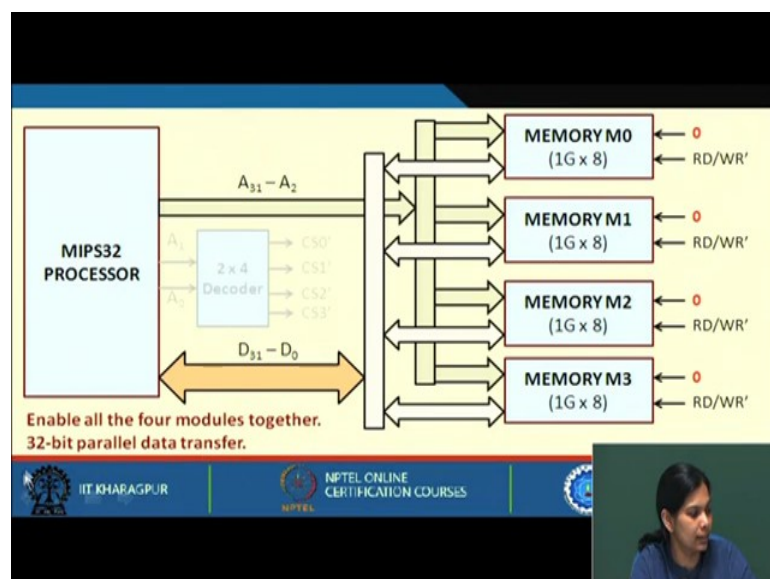 MIPS32
PROCESSOR
A₃₁ – A₂
A₁
A₀
2 x 4
Decoder
CS0'
CS1'
CS2'
CS3'
D₃₁ – D₀
MEMORY M0
(1G x 8)
0
RD/WR'
MEMORY M1
(1G x 8)
0
RD/WR'
MEMORY M2
(1G x 8)
0
RD/WR'
MEMORY M3
(1G x 8)
0
RD/WR'
Enable all the four modules together.
32-bit parallel data transfer.
IIT KHARAGPUR
NPTEL
NPTEL ONLINE
CERTIFICATION COURSES